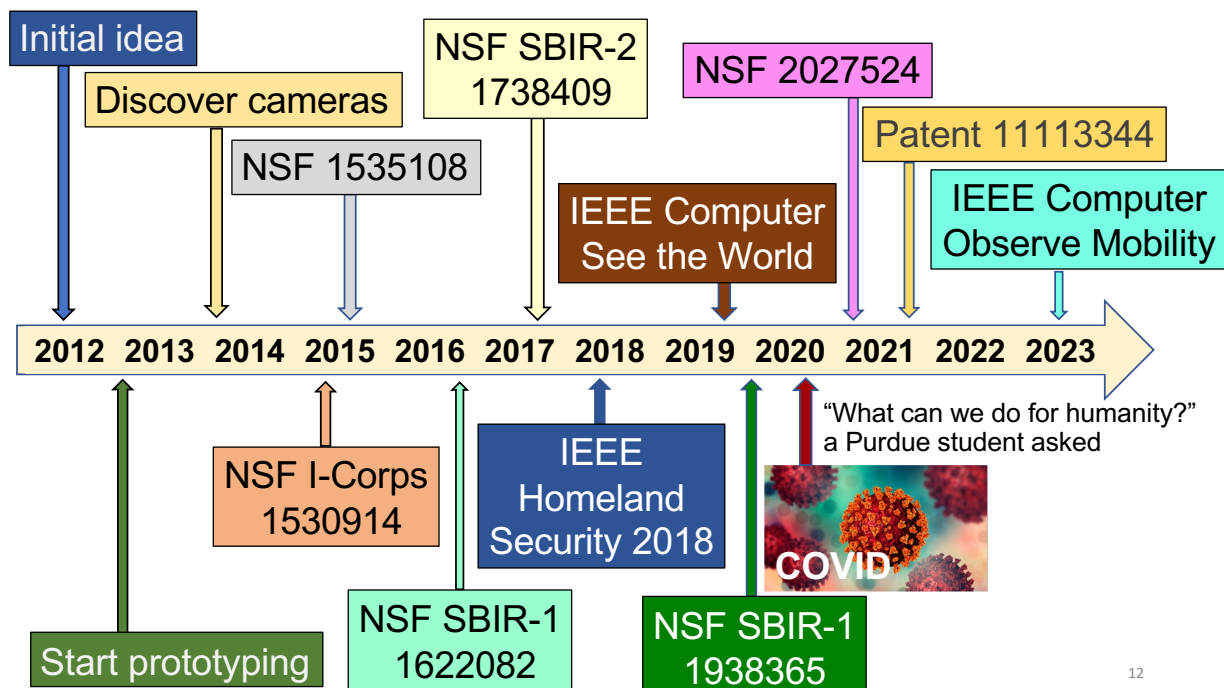 Initial idea
Discover cameras
NSF 1535108
NSF SBIR-2
1738409
IEEE Computer
See the World
NSF 2027524
Patent 11113344
IEEE Computer
Observe Mobility
2012 2013 2014 2015 2016 2017 2018 2019 2020 2021 2022 2023
Start prototyping
NSF I-Corps
1530914
NSF SBIR-1
1622082
IEEE
Homeland
Security 2018
NSF SBIR-1
1938365
COVID
“What can we do for humanity?”
a Purdue student asked
12